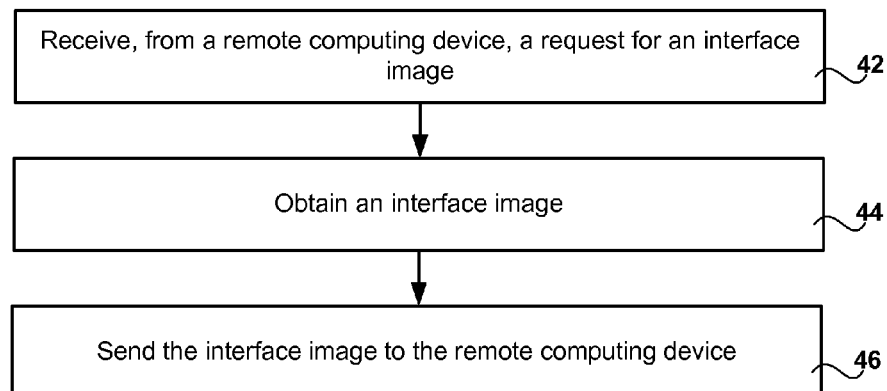 Receive, from a remote computing device, a request for an interface
image
42
Obtain an interface image
44
Send the interface image to the remote computing device
46